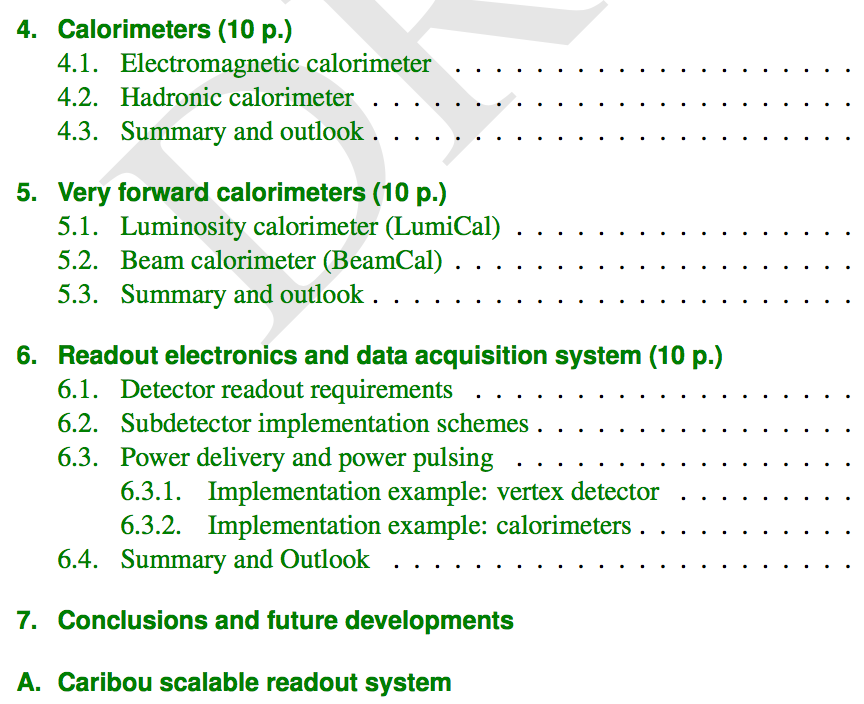 4. Calorimeters (10 p.)
4.1. Electromagnetic calorimeter . . . . . . . . . . . . . . . . . . . .
4.2. Hadronic calorimeter . . . . . . . . . . . . . . . . . . . . . . . .
4.3. Summary and outlook . . . . . . . . . . . . . . . . . . . . . . . .
5. Very forward calorimeters (10 p.)
5.1. Luminosity calorimeter (LumiCal) . . . . . . . . . . . . . . . . .
5.2. Beam calorimeter (BeamCal) . . . . . . . . . . . . . . . . . . . .
5.3. Summary and outlook . . . . . . . . . . . . . . . . . . . . . . . .
6. Readout electronics and data acquisition system (10 p.)
6.1. Detector readout requirements . . . . . . . . . . . . . . . . . . .
6.2. Subdetector implementation schemes . . . . . . . . . . . . . . . .
6.3. Power delivery and power pulsing . . . . . . . . . . . . . . . . .
6.3.1. Implementation example: vertex detector . . . . . . . . .
6.3.2. Implementation example: calorimeters . . . . . . . . . . .
6.4. Summary and Outlook . . . . . . . . . . . . . . . . . . . . . . .
7. Conclusions and future developments
A. Caribou scalable readout system